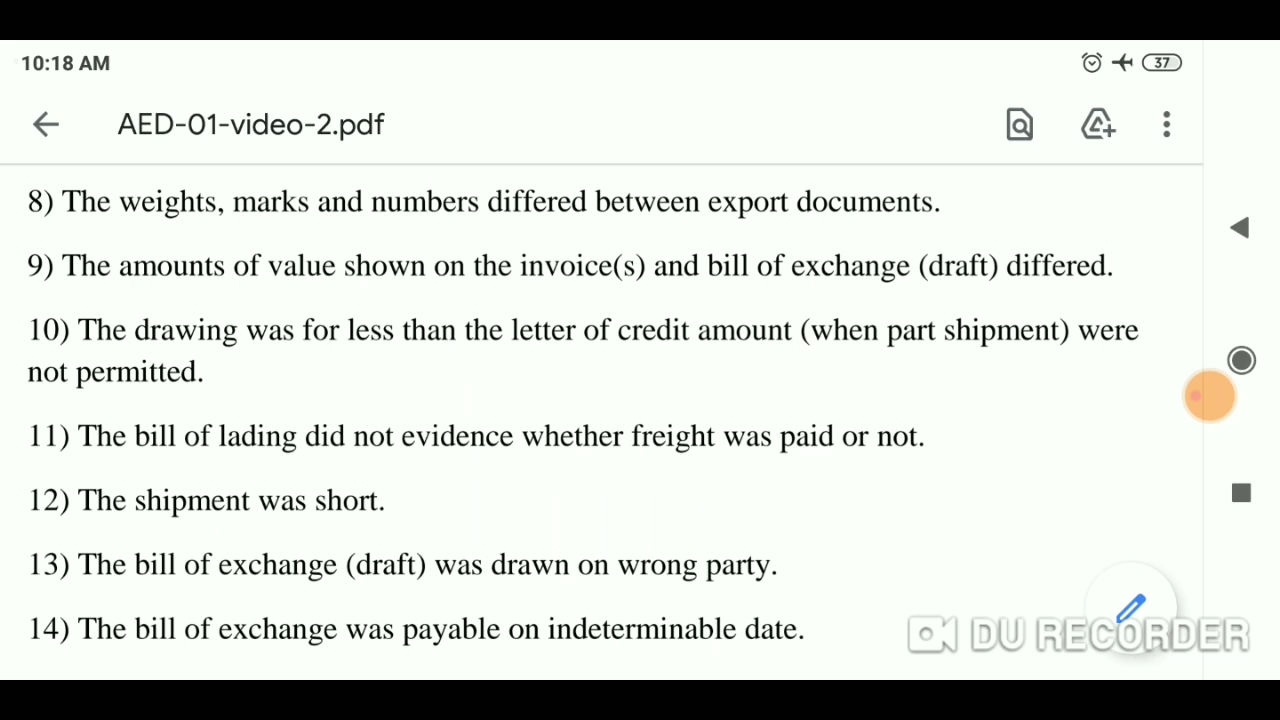 10:18 AM
37
AED-01-video-2.pdf
8) The weights, marks and numbers differed between export documents.
9) The amounts of value shown on the invoice(s) and bill of exchange (draft) differed.
10) The drawing was for less than the letter of credit amount (when part shipment) were
not permitted.
11) The bill of lading did not evidence whether freight was paid or not.
12) The shipment was short.
13) The bill of exchange (draft) was drawn on wrong party.
14) The bill of exchange was payable on indeterminable date.
DU RECORDER